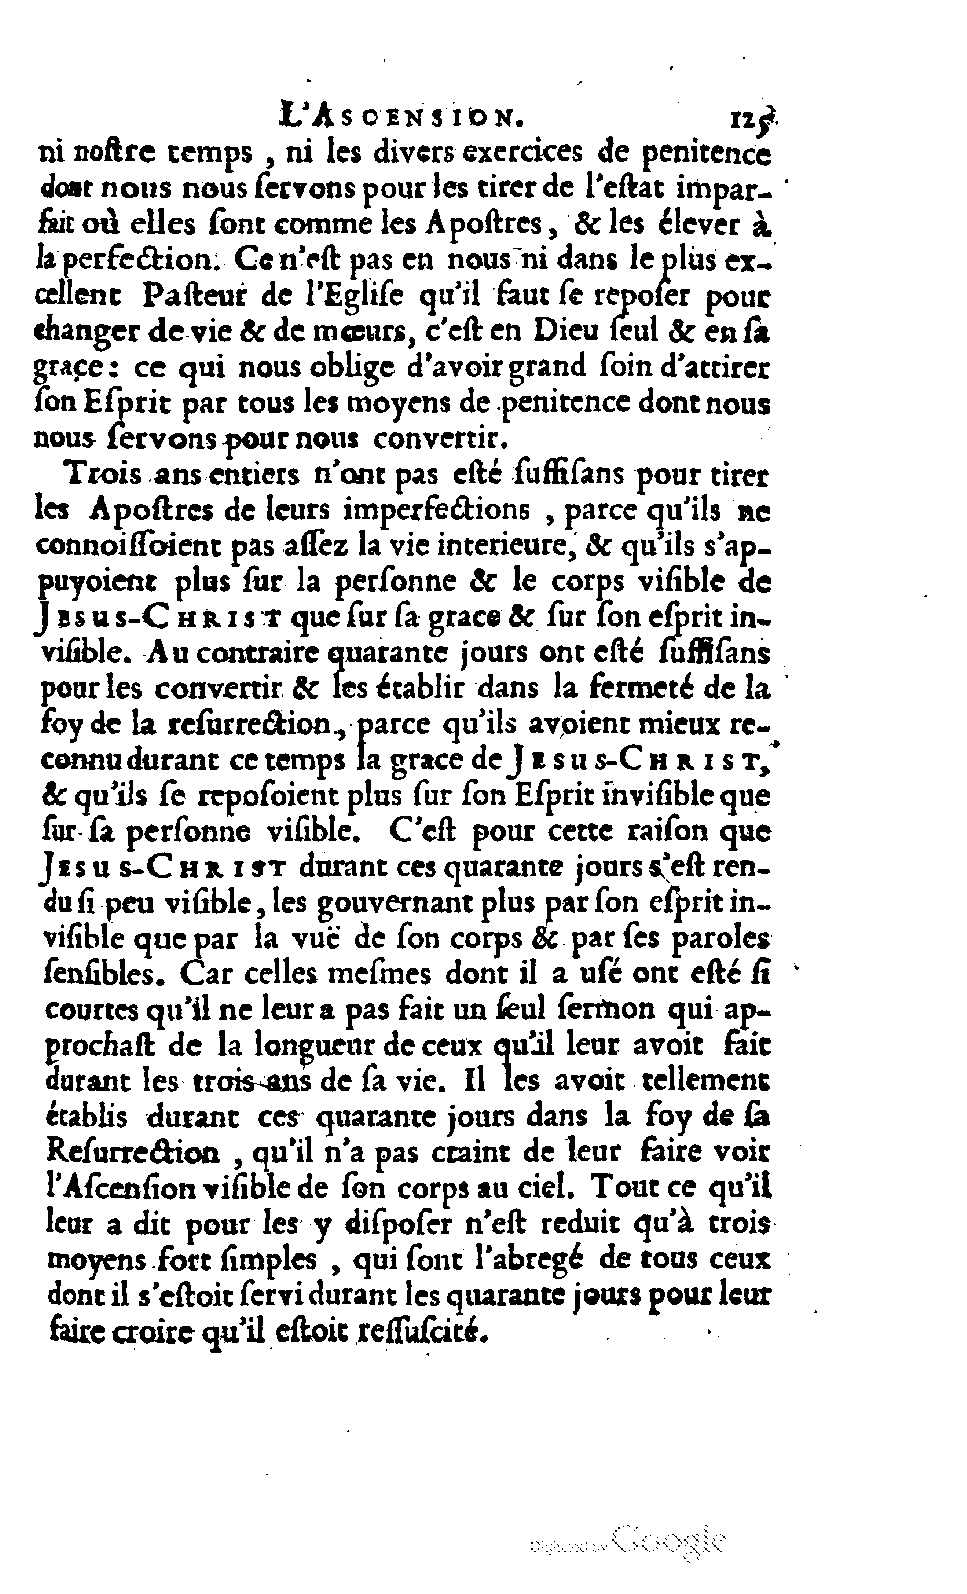 L'ASCENSION. 125
ni noſtre temps, ni les divers exercices de penitence
dont nous nous ſervons pour les tirer de l'eſtat impar-
fait où elles ſont comme les Apoſtres, & les élever à
la perfection. Ce n'eſt pas en nous ni dans le plus ex-
cellent Paſteur de l'Egliſe qu'il faut ſe repoſer pour
changer de vie & de mœurs, c'eſt en Dieu ſeul & en ſa
grace: ce qui nous oblige d'avoir grand ſoin d'attirer
ſon Eſprit par tous les moyens de penitence dont nous
nous ſervons pour nous convertir.
Trois ans entiers n'ont pas eſté ſuffiſans pour tirer
les Apoſtres de leurs imperfections, parce qu'ils ne
connoiſſoient pas aſſez la vie interieure, & qu'ils s'ap-
puyoient plus ſur la perſonne & le corps viſible de
JESUS-CHRIST que ſur ſa grace & ſur ſon eſprit in-
viſible. Au contraire quarante jours ont eſté ſuffiſans
pour les convertir & les établir dans la fermeté de la
foy de la reſurrection, parce qu'ils avoient mieux re-
connu durant ce temps la grace de JESUS-CHRIST,
& qu'ils ſe repoſoient plus ſur ſon Eſprit inviſible que
ſur ſa perſonne viſible. C'eſt pour cette raiſon que
JESUS-CHRIST durant ces quarante jours s'eſt ren-
du ſi peu viſible, les gouvernant plus par ſon eſprit in-
viſible que par la vuë de ſon corps & par ſes paroles
ſenſibles. Car celles meſmes dont il a uſé ont eſté ſi
courtes qu'il ne leur a pas fait un ſeul ſermon qui ap-
prochaſt de la longueur de ceux qu'il leur avoit fait
durant les trois ans de ſa vie. Il les avoit tellement
établis durant ces quarante jours dans la foy de ſa
Reſurrection, qu'il n'a pas craint de leur faire voir
l'Aſcenſion viſible de ſon corps au ciel. Tout ce qu'il
leur a dit pour les y diſpoſer n'eſt reduit qu'à trois
moyens fort ſimples, qui ſont l'abregé de tous ceux
dont il s'eſtoit ſervi durant les quarante jours pour leur
faire croire qu'il eſtoit reſſuſcité.
Google